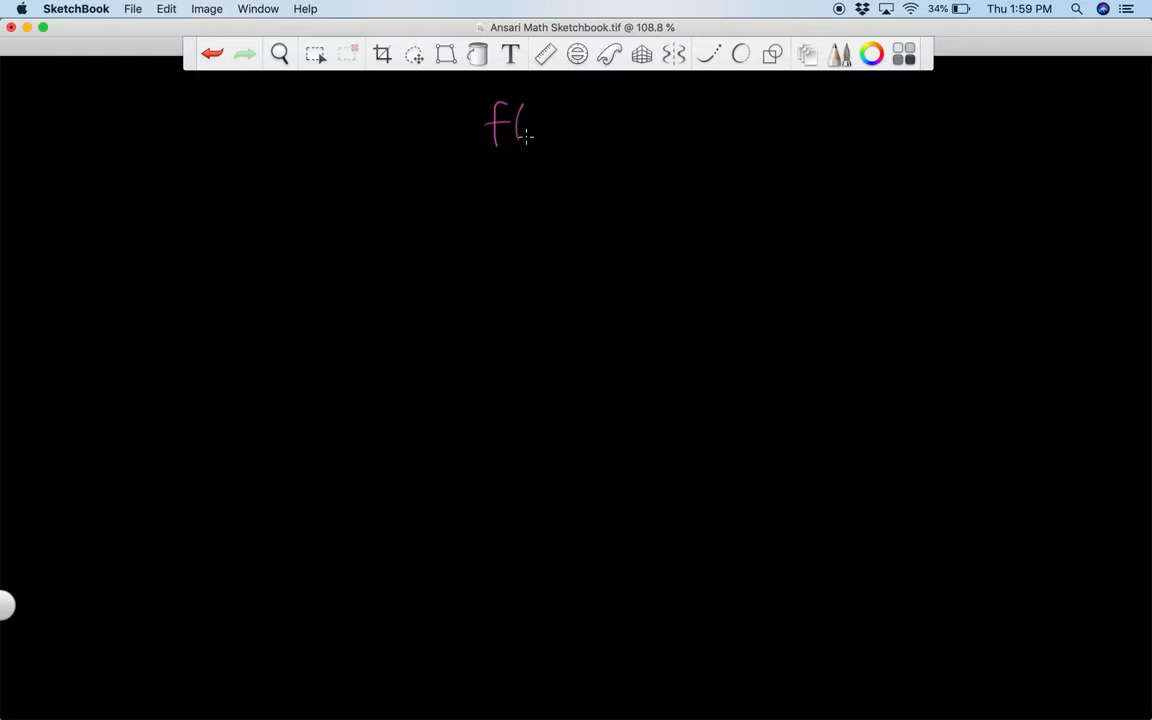 SketchBook File Edit Image Window Help 34% Thu 1:59 PM
Ansari Math Sketchbook.tif @ 108.8 %
T
f(